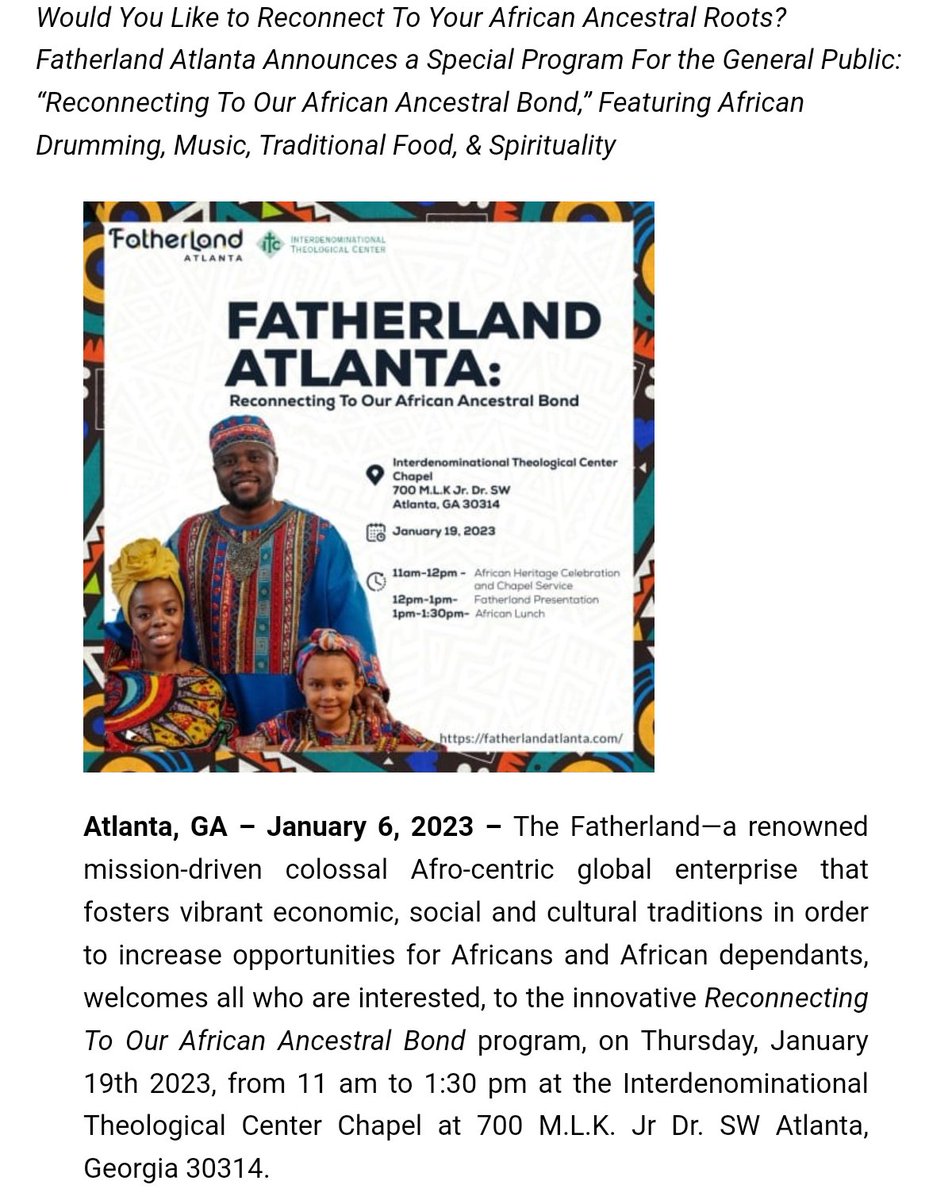 Would You Like to Reconnect To Your African Ancestral Roots?
Fatherland Atlanta Announces a Special Program For the General Public:
“Reconnecting To Our African Ancestral Bond,” Featuring African
Drumming, Music, Traditional Food, & Spirituality
FatherLand
ATLANTA
itc
INTERDENOMINATIONAL
THEOLOGICAL CENTER
FATHERLAND
ATLANTA:
Reconnecting To Our African Ancestral Bond
Interdenominational Theological Center
Chapel
700 M.L.K Jr. Dr. SW
Atlanta, GA 30314
January 19, 2023
11am-12pm - African Heritage Celebration
and Chapel Service
12pm-1pm- Fatherland Presentation
1pm-1:30pm- African Lunch
https://fatherlandatlanta.com/
Atlanta, GA – January 6, 2023 – The Fatherland—a renowned
mission-driven colossal Afro-centric global enterprise that
fosters vibrant economic, social and cultural traditions in order
to increase opportunities for Africans and African dependants,
welcomes all who are interested, to the innovative Reconnecting
To Our African Ancestral Bond program, on Thursday, January
19th 2023, from 11 am to 1:30 pm at the Interdenominational
Theological Center Chapel at 700 M.L.K. Jr Dr. SW Atlanta,
Georgia 30314.